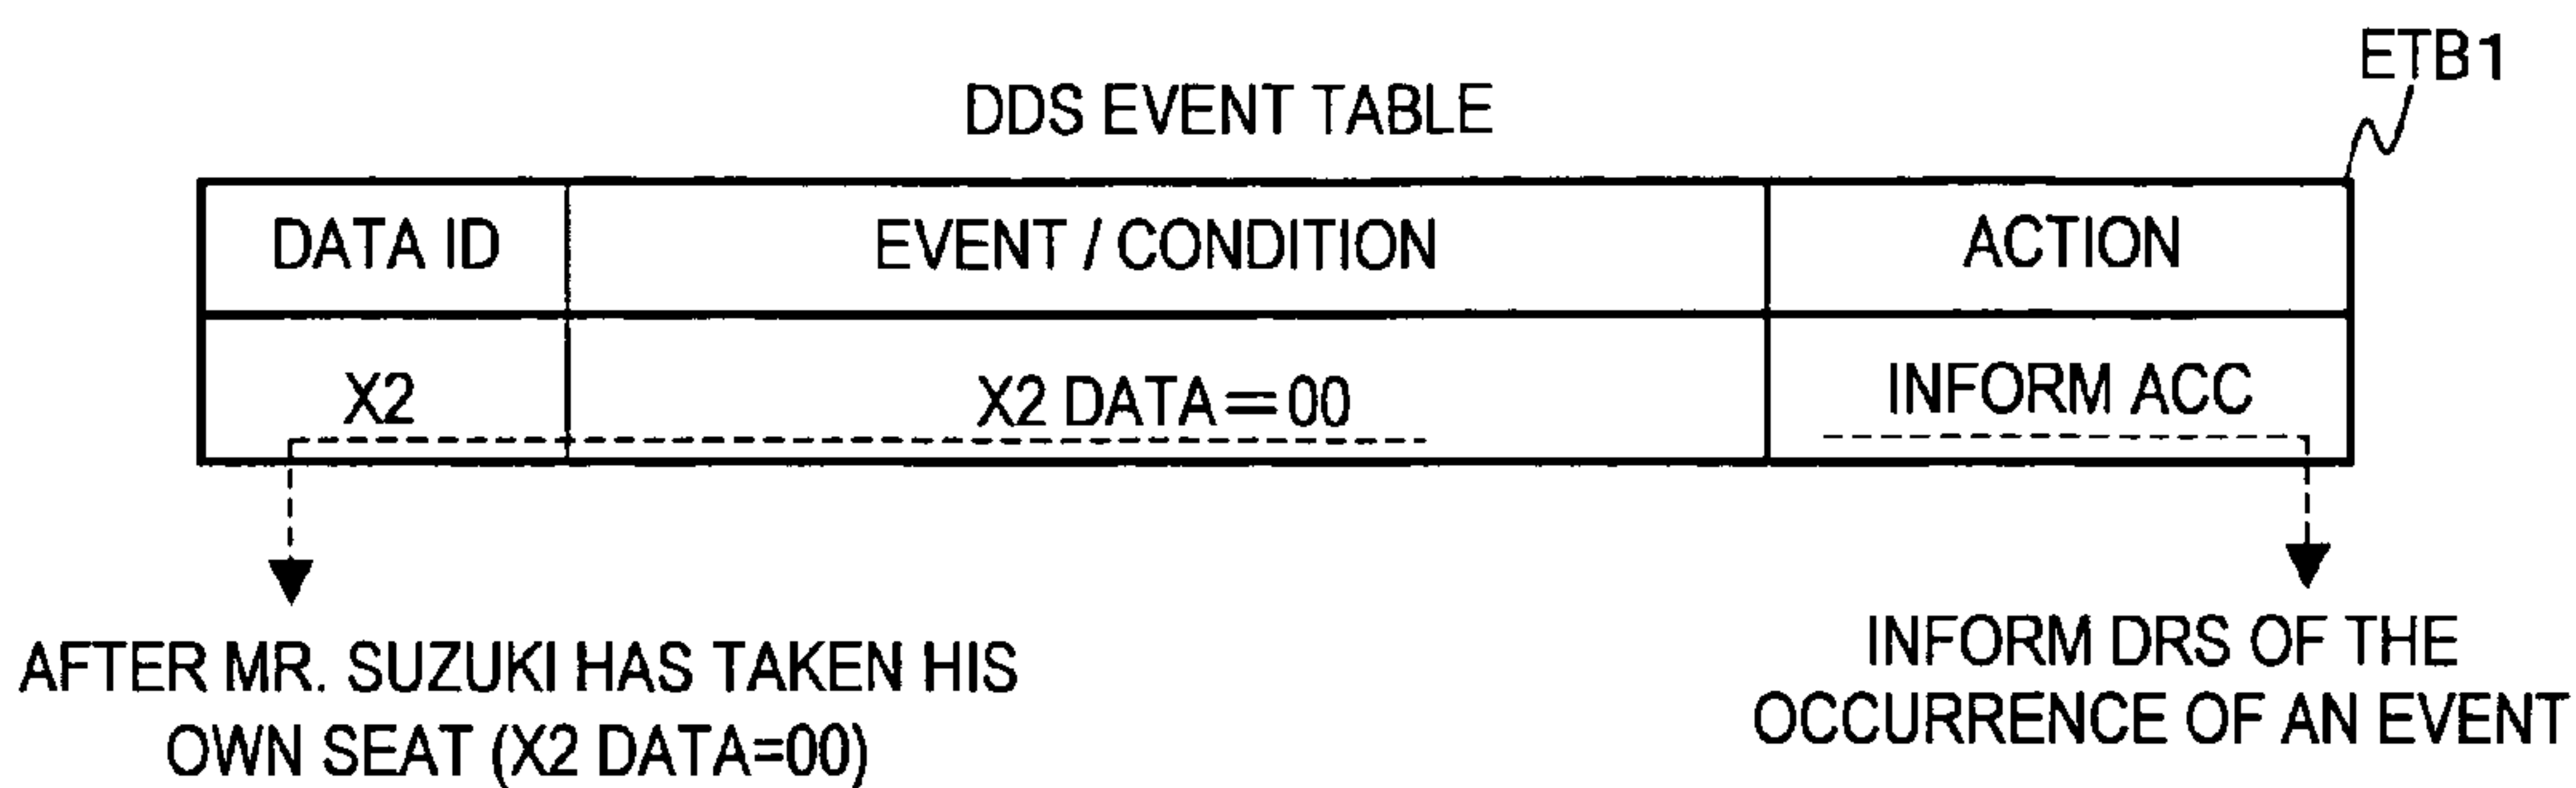 ETB1
DDS EVENT TABLE
DATA ID EVENT / CONDITION ACTION
X2 X2 DATA=00 INFORM ACC
AFTER MR. SUZUKI HAS TAKEN HIS
OWN SEAT (X2 DATA=00)
INFORM DRS OF THE
OCCURRENCE OF AN EVENT